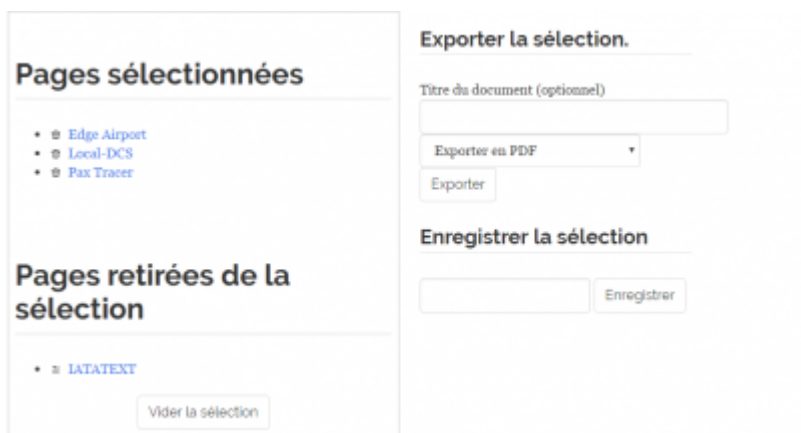 Pages sélectionnées
Edge Airport
Local-DCS
Pax Tracer
Pages retirées de la
sélection
IATATEXT
Vider la sélection
Exporter la sélection.
Titre du document (optionnel)
Exporter en PDF
Exporter
Enregistrer la sélection
Enregistrer